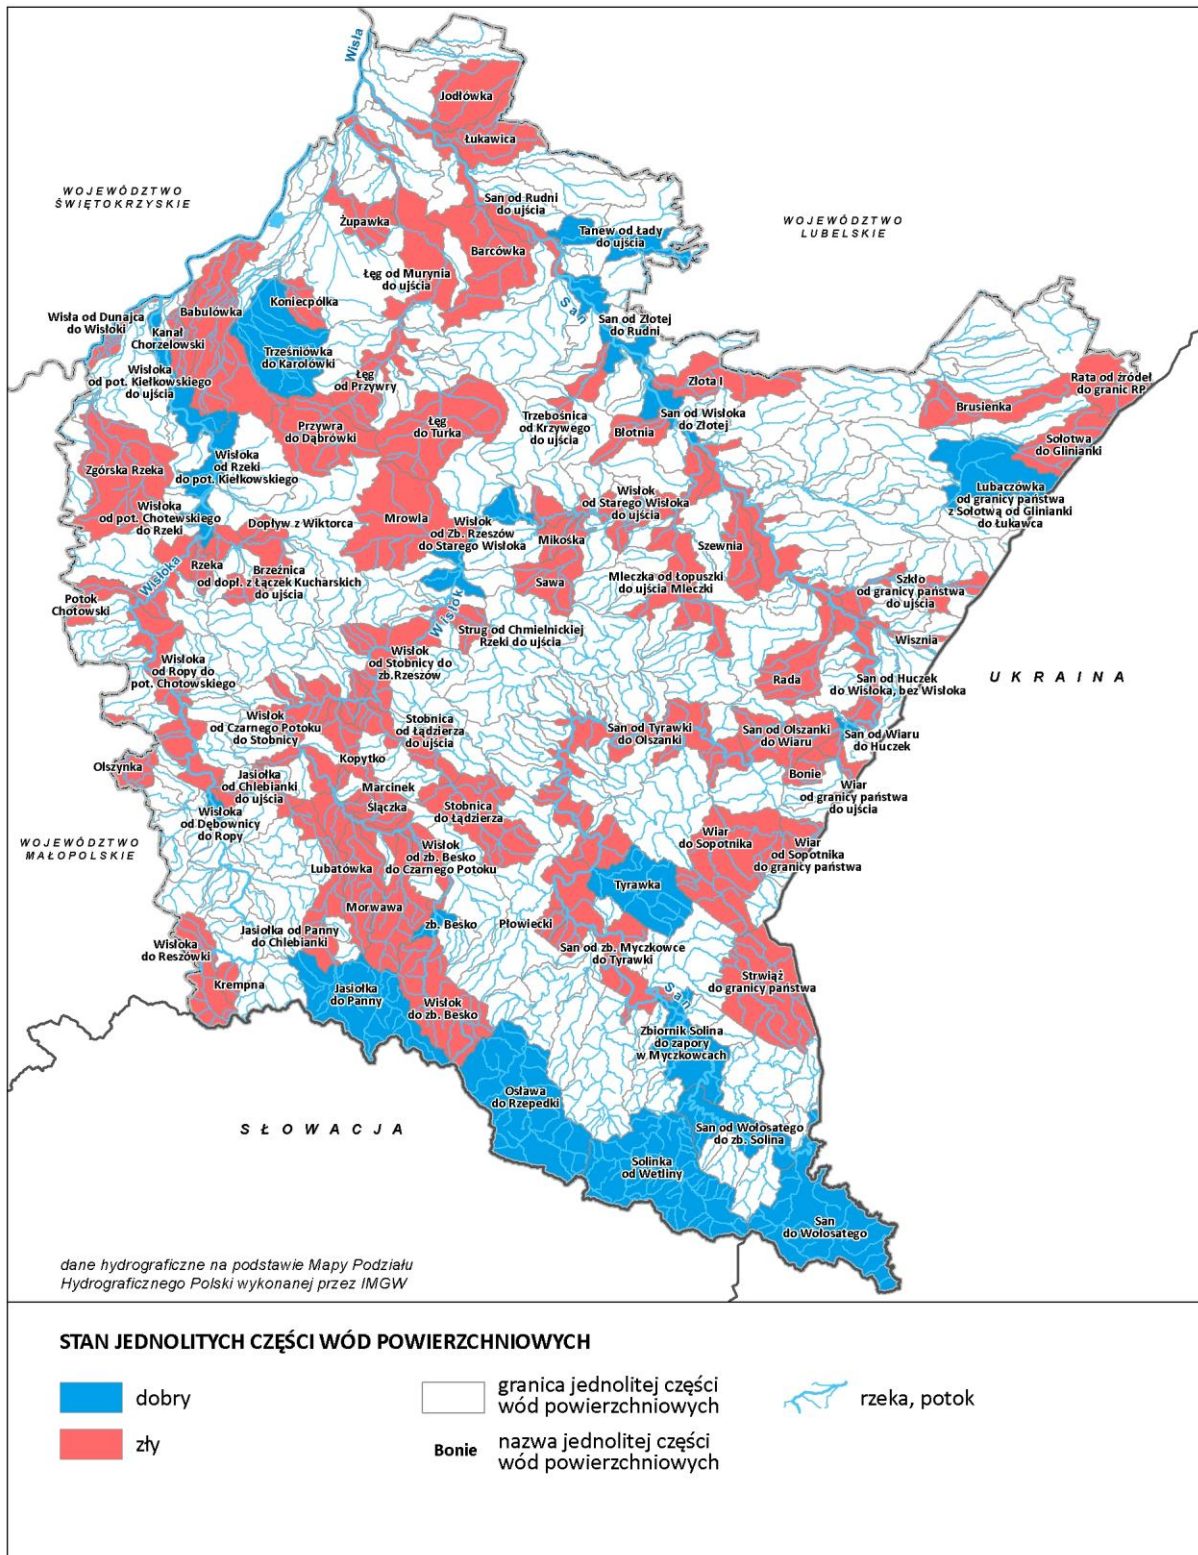 Wisła
Jodłówka
Łukawica
WOJEWÓDZTWO
ŚWIĘTOKRZYSKIE
San od Rudni
do ujścia
WOJEWÓDZTWO
LUBELSKIE
Żupawka
Tanew od Łady
do ujścia
Barcówka
Łęg od Murynia
do ujścia
Koniecpółka
San
Babulówka
Wisła od Dunajca
do Wisłoki
Kanał
Chorzelowski
San od Złotej
do Rudni
Trześniówka
do Karolówki
Wisłoka
od pot. Kiełkowskiego
do ujścia
Łęg
od Przywry
Złota I
Rata od źródeł
do granic RP
Brusienka
Przywra
do Dąbrówki
Łęg
do Turka
Trzebośnica
od Krzywego
do ujścia
San od Wisłoka
do Złotej
Błotnia
Sołotwa
do Glinianki
Zgórska Rzeka
Wisłoka
od Rzeki
do pot. Kiełkowskiego
Lubaczówka
od granicy państwa
z Sołotwą od Glinianki
do Łukawca
Wisłoka
od pot. Chotewskiego
do Rzeki
Dopływ z Wiktorca
Mrowla
Wisłok
od Zb. Rzeszów
do Starego Wisłoka
Wisłok
od Starego Wisłoka
do ujścia
Mikośka
Szewnia
Rzeka
Brzeźnica
od dopł. z Łączek Kucharskich
do ujścia
Wisłoka
Sawa
Mleczka od Łopuszki
do ujścia Mleczki
Szkło
od granicy państwa
do ujścia
Potok
Chotowski
Wisłok
Strug od Chmielnickiej
Rzeki do ujścia
Wisznia
Wisłok
od Stobnicy do
zb.Rzeszów
Wisłoka
od Ropy do
pot. Chotowskiego
Rada
San od Huczek
do Wisłoka, bez Wisłoka
UKRAINA
Wisłok
od Czarnego Potoku
do Stobnicy
Stobnica
od Łądzierza
do ujścia
San od Tyrawki
do Olszanki
San od Olszanki
do Wiaru
San od Wiaru
do Huczek
Kopytko
Olszynka
Jasiołka
od Chlebianki
do ujścia
Marcinek
Bonie
Wiar
od granicy państwa
do ujścia
Ślączka
Stobnica
do Łądzierza
Wisłoka
od Dębownicy
do Ropy
WOJEWÓDZTWO
MAŁOPOLSKIE
Wiar
do Sopotnika
Wiar
od Sopotnika
do granicy państwa
Wisłok
od zb. Besko
do Czarnego Potoku
Lubatówka
Tyrawka
Morwawa
zb. Besko
Płowiecki
Jasiołka od Panny
do Chlebianki
Wisłoka
do Reszówki
San od zb. Myczkowce
do Tyrawki
Strwiąż
do granicy państwa
Krempna
Jasiołka
do Panny
San
Wisłok
do zb. Besko
Zbiornik Solina
do zapory
w Myczkowcach
Osława
do Rzepedki
SŁOWACJA
San od Wołosatego
do zb. Solina
Solinka
od Wetliny
San
do Wołosatego
dane hydrograficzne na podstawie Mapy Podziału
Hydrograficznego Polski wykonanej przez IMGW
STAN JEDNOLITYCH CZĘŚCI WÓD POWIERZCHNIOWYCH
dobry
granica jednolitej części
wód powierzchniowych
rzeka, potok
zły
Bonie
nazwa jednolitej części
wód powierzchniowych